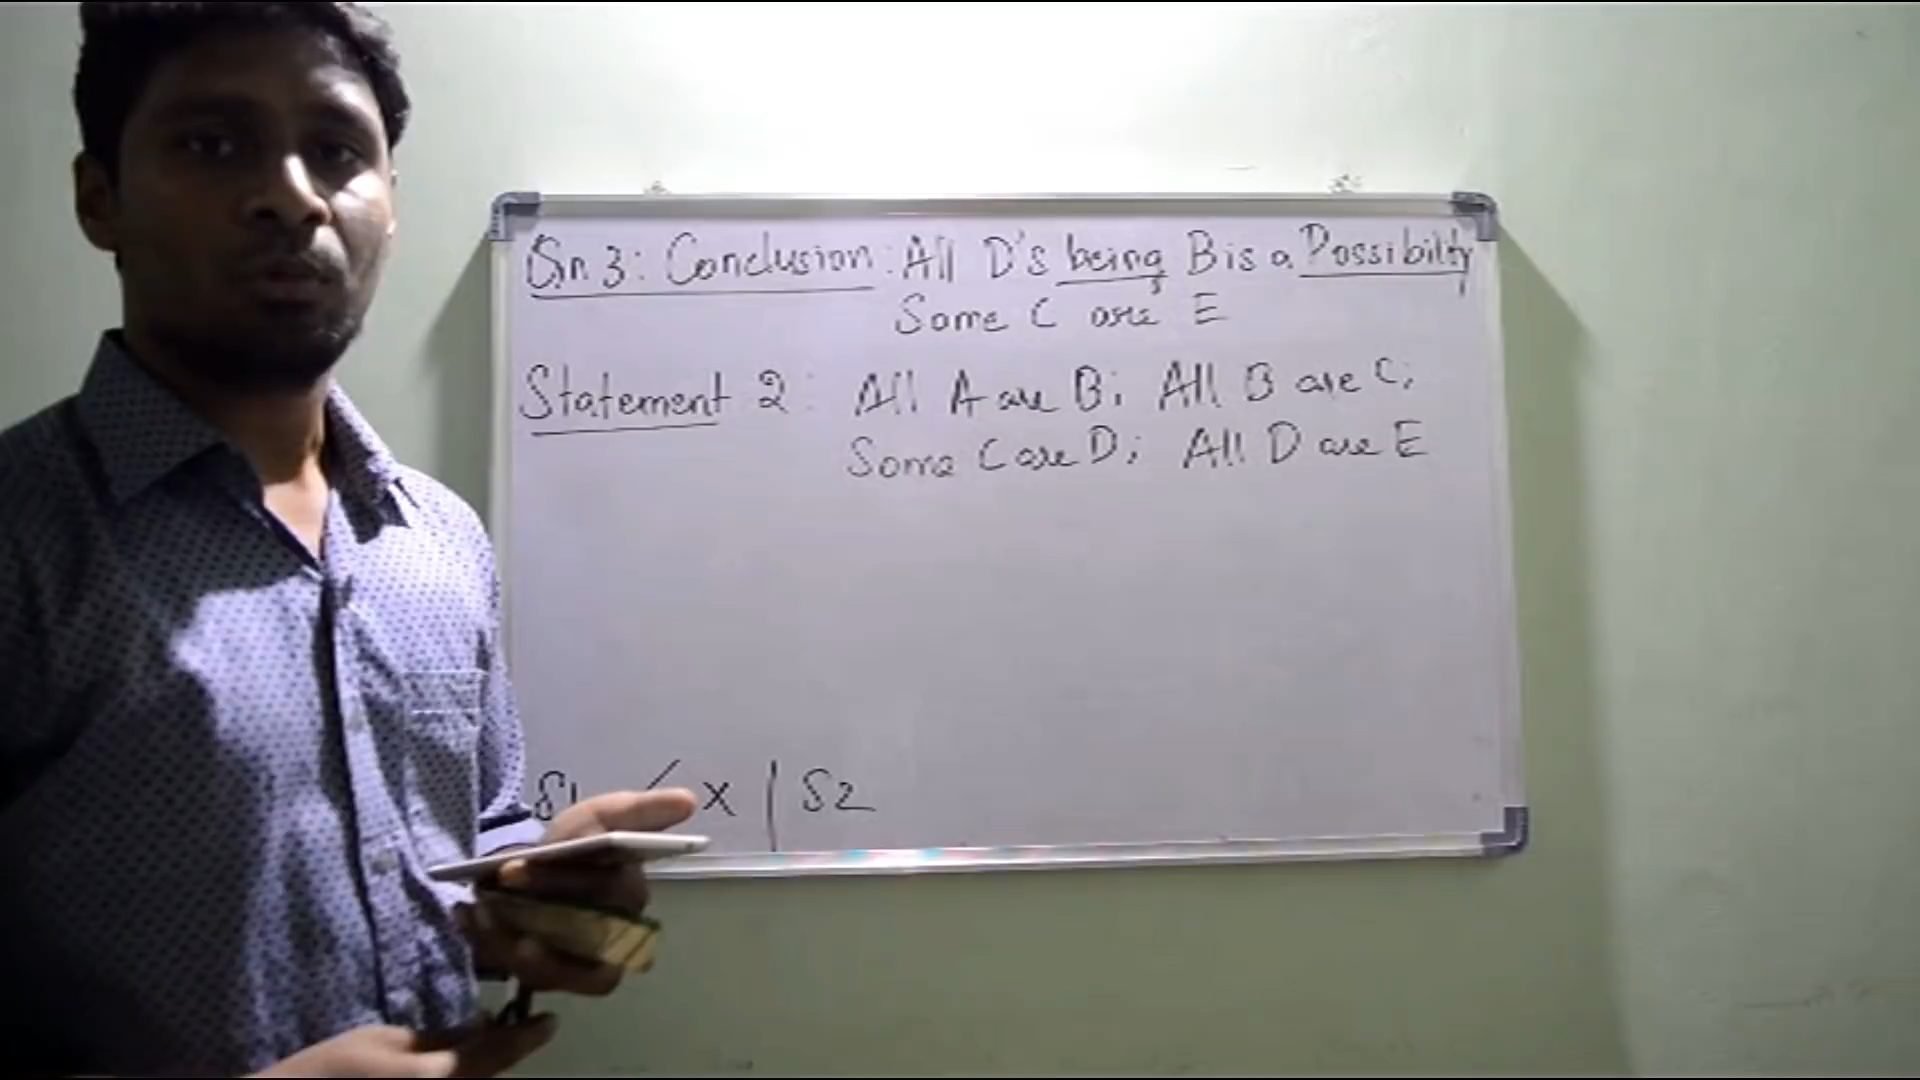 Qn 3: Conclusion: All D's being B is a Possibilty
Some C are E
Statement 2: All A are B; All B are C;
Some C are D; All D are E
S1 ✓ x | S2